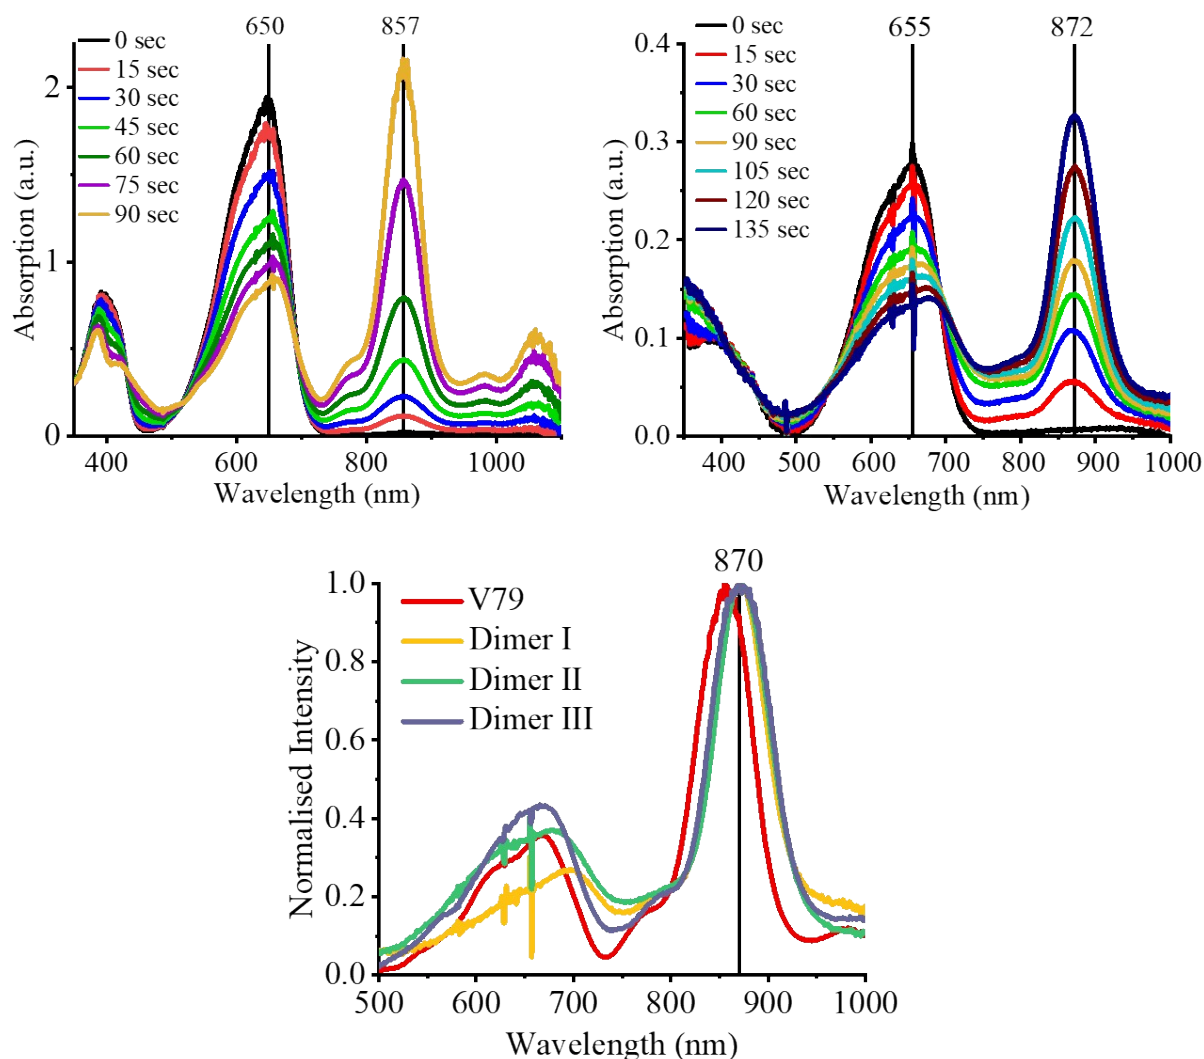 650
857
0 sec
15 sec
30 sec
45 sec
60 sec
75 sec
90 sec
2
1
0
Absorption (a.u.)
400
600
800
1000
Wavelength (nm)
655
872
0 sec
15 sec
30 sec
60 sec
90 sec
105 sec
120 sec
135 sec
0.4
0.3
0.2
0.1
0.0
Absorption (a.u.)
400
500
600
700
800
900
1000
Wavelength (nm)
870
V79
Dimer I
Dimer II
Dimer III
1.0
0.8
0.6
0.4
0.2
0.0
Normalised Intensity
500
600
700
800
900
1000
Wavelength (nm)